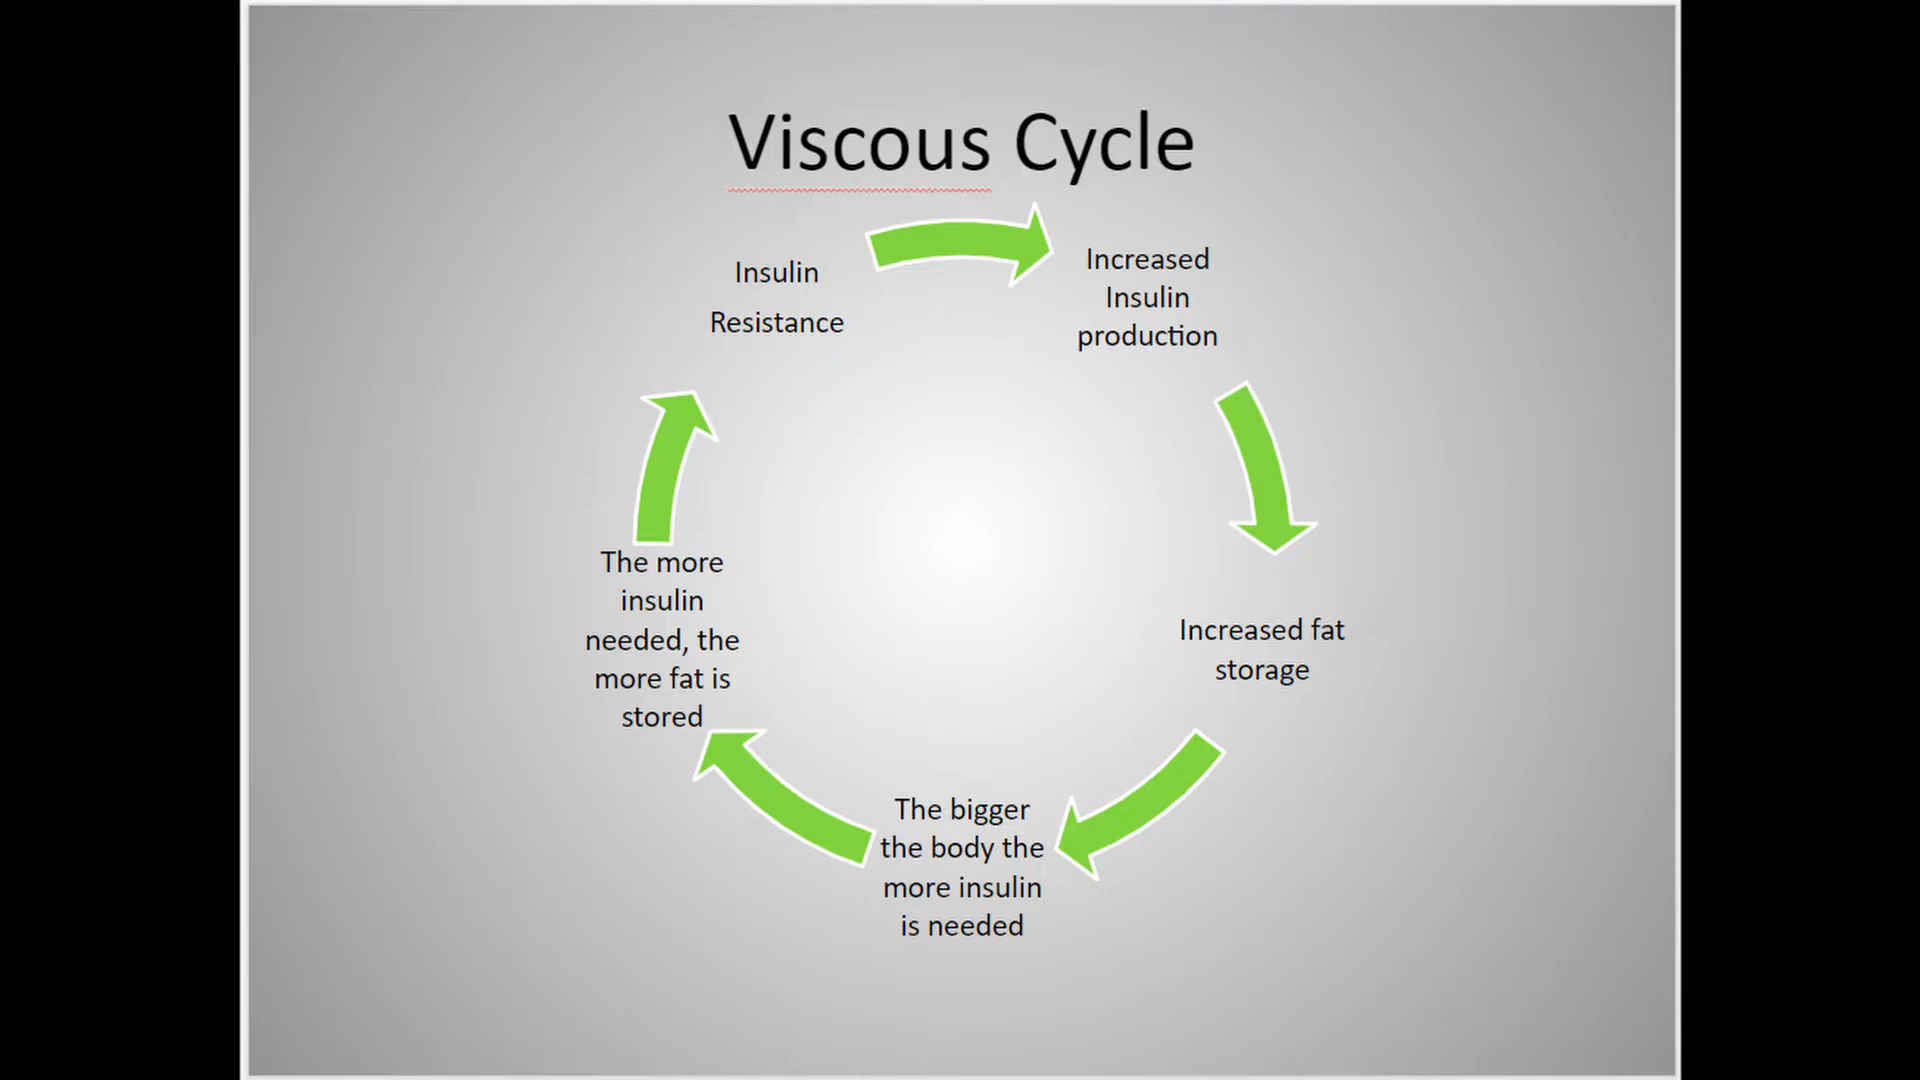 Viscous Cycle
Insulin
Resistance
Increased
Insulin
production
Increased fat
storage
The bigger
the body the
more insulin
is needed
The more
insulin
needed, the
more fat is
stored